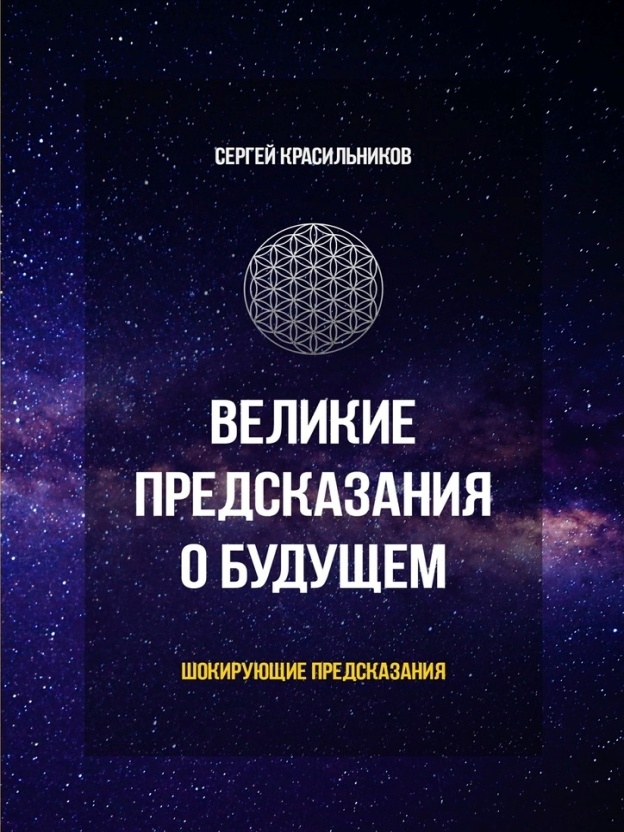 СЕРГЕЙ КРАСИЛЬНИКОВ
ВЕЛИКИЕ
ПРЕДСКАЗАНИЯ
О БУДУЩЕМ
ШОКИРУЮЩИЕ ПРЕДСКАЗАНИЯ